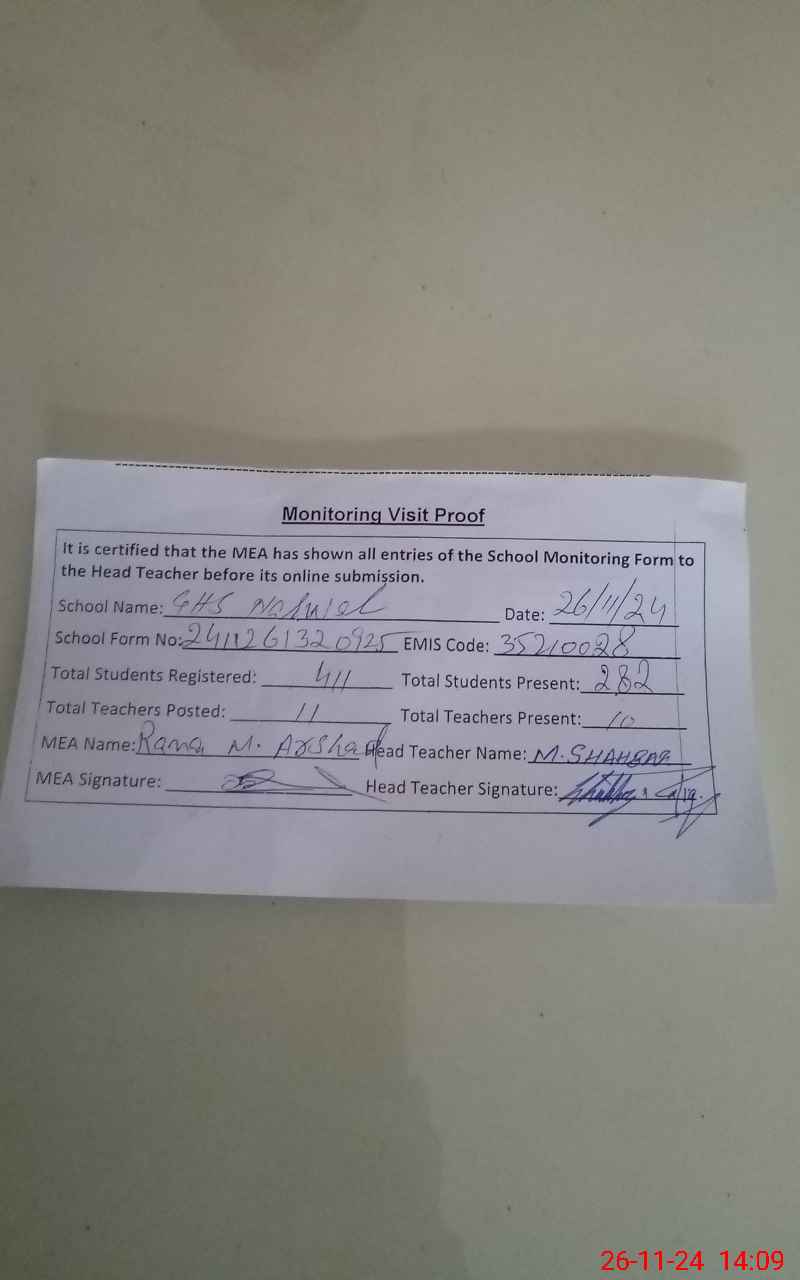 Monitoring Visit Proof
It is certified that the MEA has shown all entries of the School Monitoring Form to
the Head Teacher before its online submission.
School Name: GHS Date: 26/11/24
School Form No: 2411261320925 EMIS Code: 35210028
Total Students Registered: 411 Total Students Present: 282
Total Teachers Posted: 11 Total Teachers Present: 10
MEA Name: Rana M. Arshad Head Teacher Name: M. SHAHBAZ
MEA Signature: Head Teacher Signature:
26-11-24 14:09